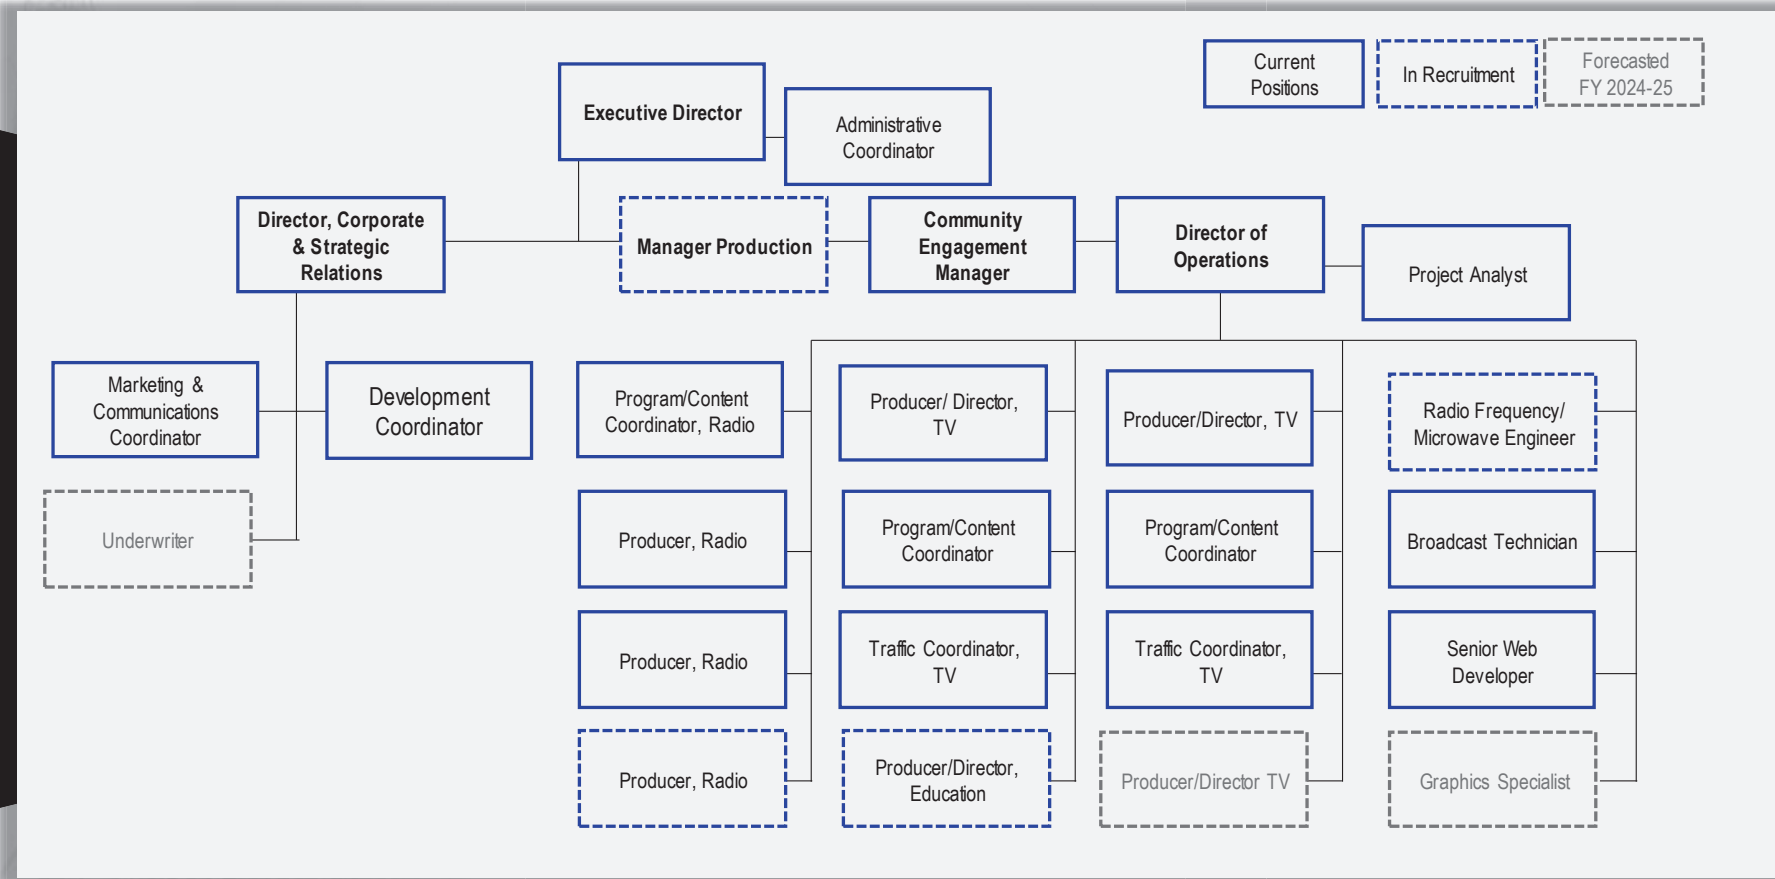 Current
Positions
In Recruitment
Forecasted
FY 2024-25
Executive Director
Administrative
Coordinator
Director, Corporate
& Strategic
Relations
Manager Production
Community
Engagement
Manager
Director of
Operations
Project Analyst
Marketing &
Communications
Coordinator
Development
Coordinator
Program/Content
Coordinator, Radio
Producer/ Director,
TV
Producer/Director, TV
Radio Frequency/
Microwave Engineer
Underwriter
Producer, Radio
Program/Content
Coordinator
Program/Content
Coordinator
Broadcast Technician
Producer, Radio
Traffic Coordinator,
TV
Traffic Coordinator,
TV
Senior Web
Developer
Producer, Radio
Producer/Director,
Education
Producer/Director TV
Graphics Specialist